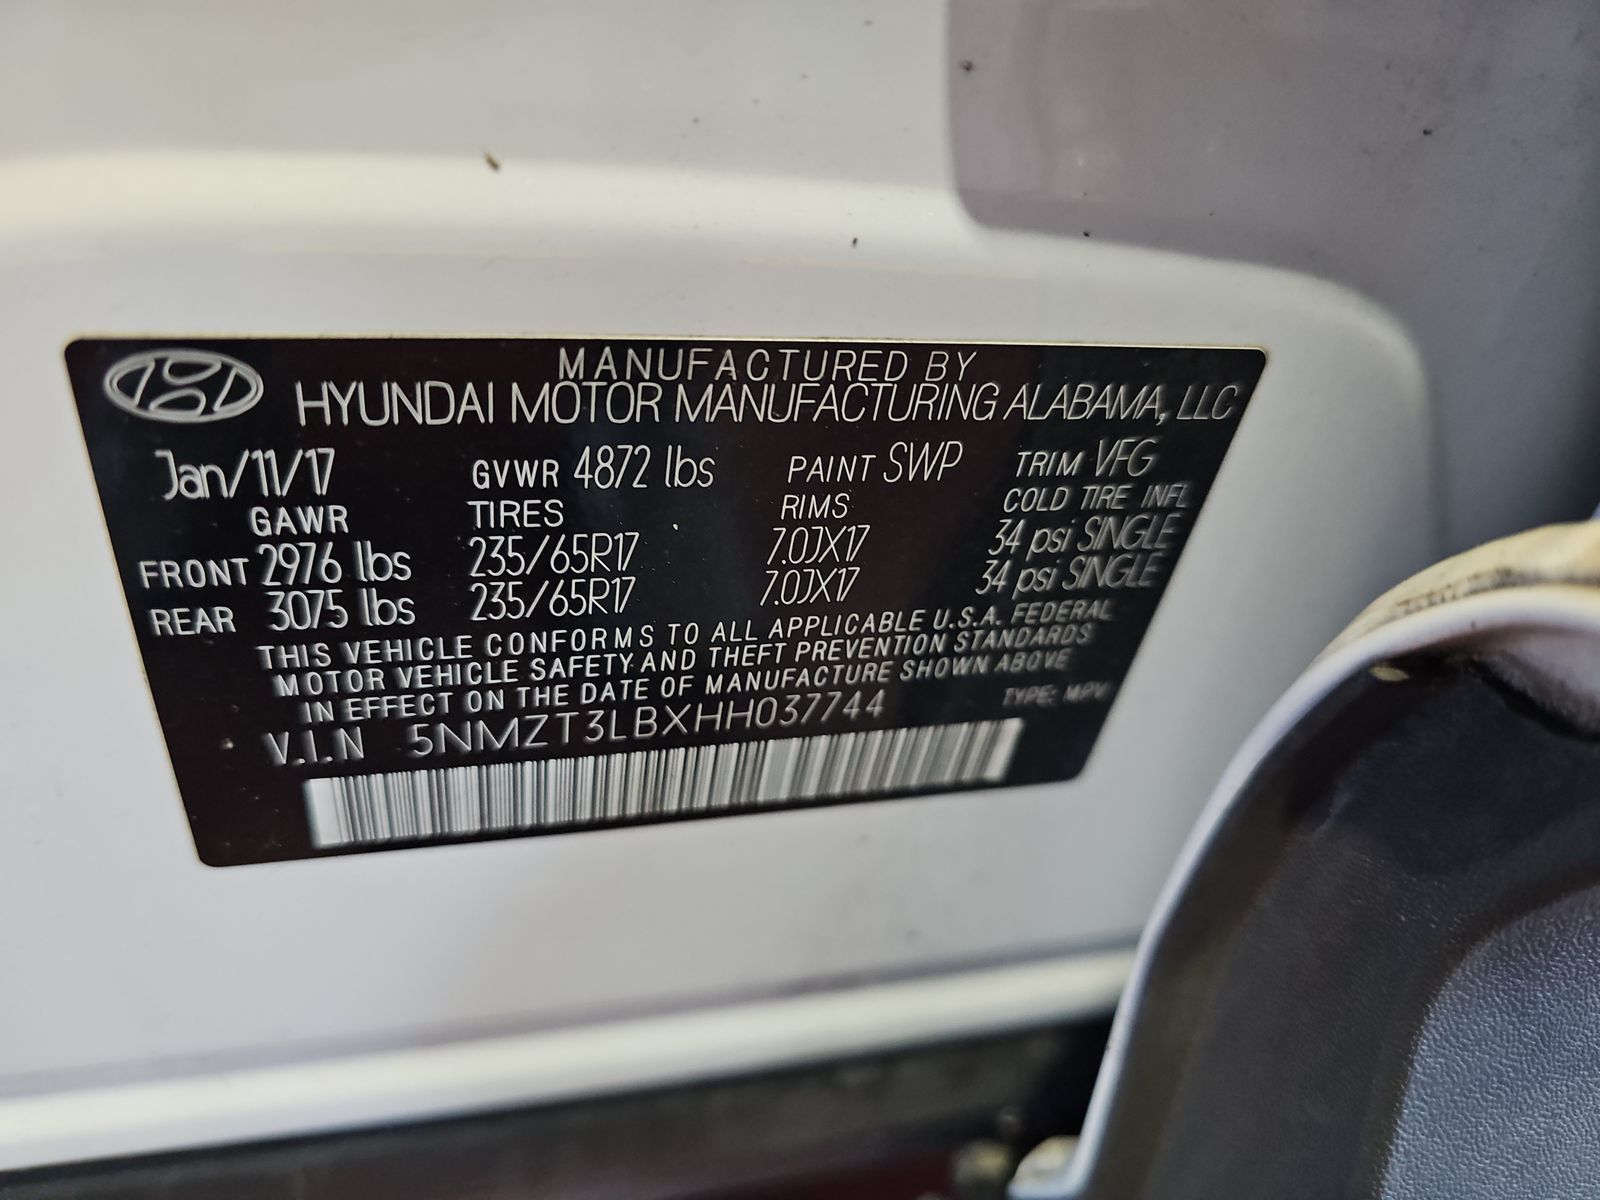 MANUFACTURED BY
HYUNDAI MOTOR MANUFACTURING ALABAMA, LLC
Jan/11/17 GVWR 4872 lbs PAINT SWP TRIM VFG
GAWR TIRES RIMS COLD TIRE INFL
FRONT 2976 lbs 235/65R17 7.0JX17 34 psi SINGLE
REAR 3075 lbs 235/65R17 7.0JX17 34 psi SINGLE
THIS VEHICLE CONFORMS TO ALL APPLICABLE U.S.A. FEDERAL
MOTOR VEHICLE SAFETY AND THEFT PREVENTION STANDARDS
IN EFFECT ON THE DATE OF MANUFACTURE SHOWN ABOVE
V.I.N 5NMZT3LBXHH037744 TYPE: MPV